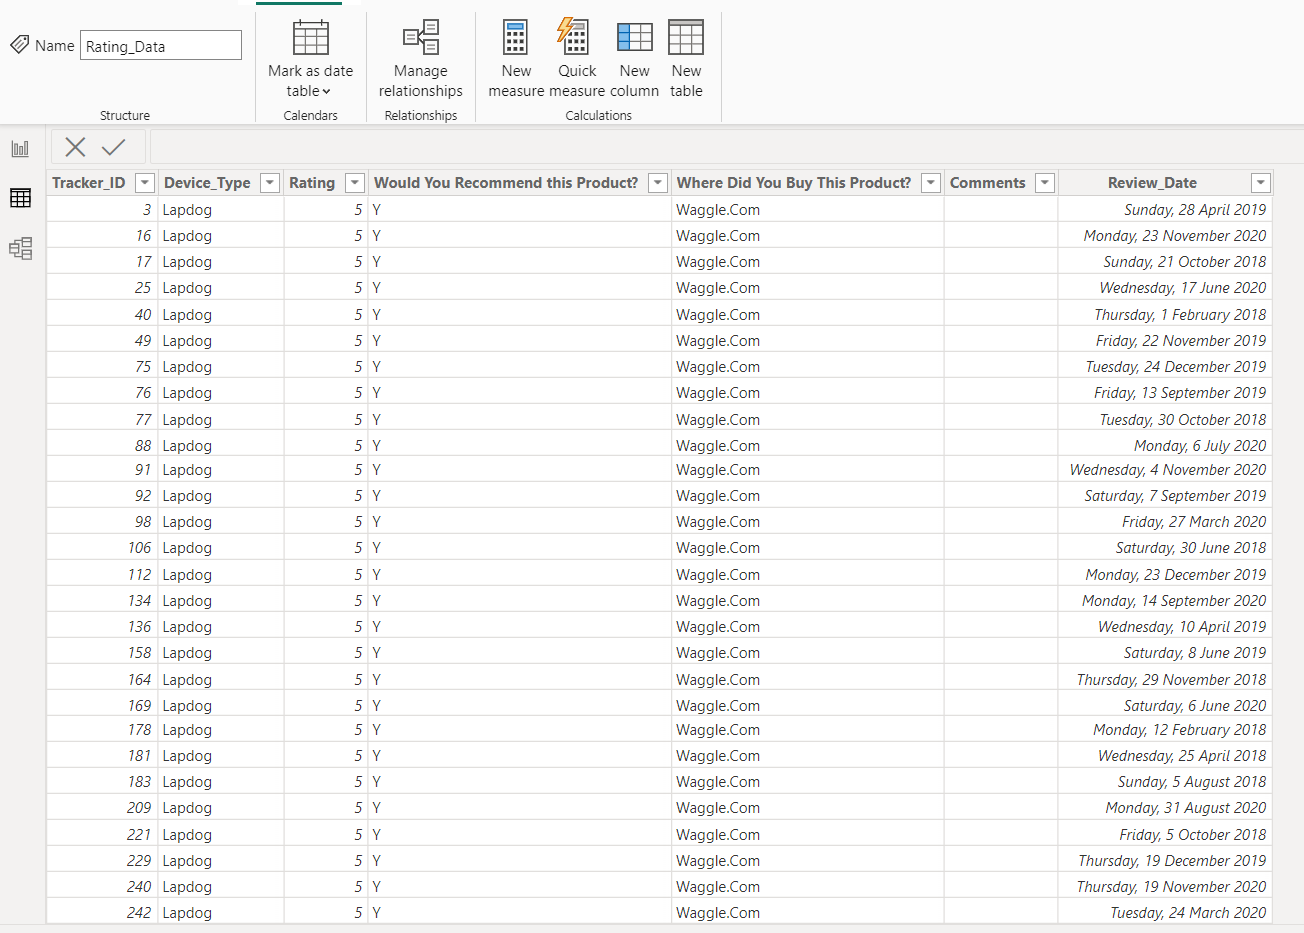 Name Rating_Data
Mark as date table
Manage relationships
New measure
Quick measure
New column
New table
Structure Calendars Relationships Calculations
Tracker_ID Device_Type Rating Would You Recommend this Product? Where Did You Buy This Product? Comments Review_Date
3 Lapdog 5 Y Waggle.Com Sunday, 28 April 2019
16 Lapdog 5 Y Waggle.Com Monday, 23 November 2020
17 Lapdog 5 Y Waggle.Com Sunday, 21 October 2018
25 Lapdog 5 Y Waggle.Com Wednesday, 17 June 2020
40 Lapdog 5 Y Waggle.Com Thursday, 1 February 2018
49 Lapdog 5 Y Waggle.Com Friday, 22 November 2019
75 Lapdog 5 Y Waggle.Com Tuesday, 24 December 2019
76 Lapdog 5 Y Waggle.Com Friday, 13 September 2019
77 Lapdog 5 Y Waggle.Com Tuesday, 30 October 2018
88 Lapdog 5 Y Waggle.Com Monday, 6 July 2020
91 Lapdog 5 Y Waggle.Com Wednesday, 4 November 2020
92 Lapdog 5 Y Waggle.Com Saturday, 7 September 2019
98 Lapdog 5 Y Waggle.Com Friday, 27 March 2020
106 Lapdog 5 Y Waggle.Com Saturday, 30 June 2018
112 Lapdog 5 Y Waggle.Com Monday, 23 December 2019
134 Lapdog 5 Y Waggle.Com Monday, 14 September 2020
136 Lapdog 5 Y Waggle.Com Wednesday, 10 April 2019
158 Lapdog 5 Y Waggle.Com Saturday, 8 June 2019
164 Lapdog 5 Y Waggle.Com Thursday, 29 November 2018
169 Lapdog 5 Y Waggle.Com Saturday, 6 June 2020
178 Lapdog 5 Y Waggle.Com Monday, 12 February 2018
181 Lapdog 5 Y Waggle.Com Wednesday, 25 April 2018
183 Lapdog 5 Y Waggle.Com Sunday, 5 August 2018
209 Lapdog 5 Y Waggle.Com Monday, 31 August 2020
221 Lapdog 5 Y Waggle.Com Friday, 5 October 2018
229 Lapdog 5 Y Waggle.Com Thursday, 19 December 2019
240 Lapdog 5 Y Waggle.Com Thursday, 19 November 2020
242 Lapdog 5 Y Waggle.Com Tuesday, 24 March 2020